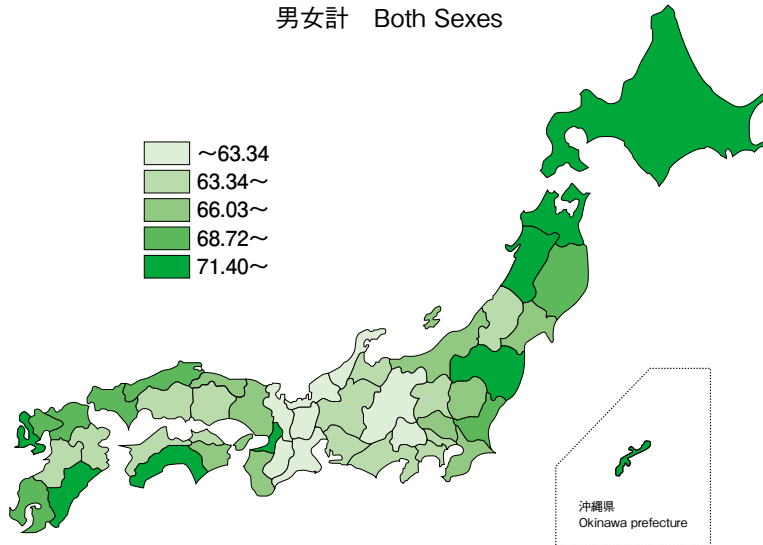 男女計　Both Sexes
～63.34
63.34～
66.03～
68.72～
71.40～
沖縄県
Okinawa prefecture